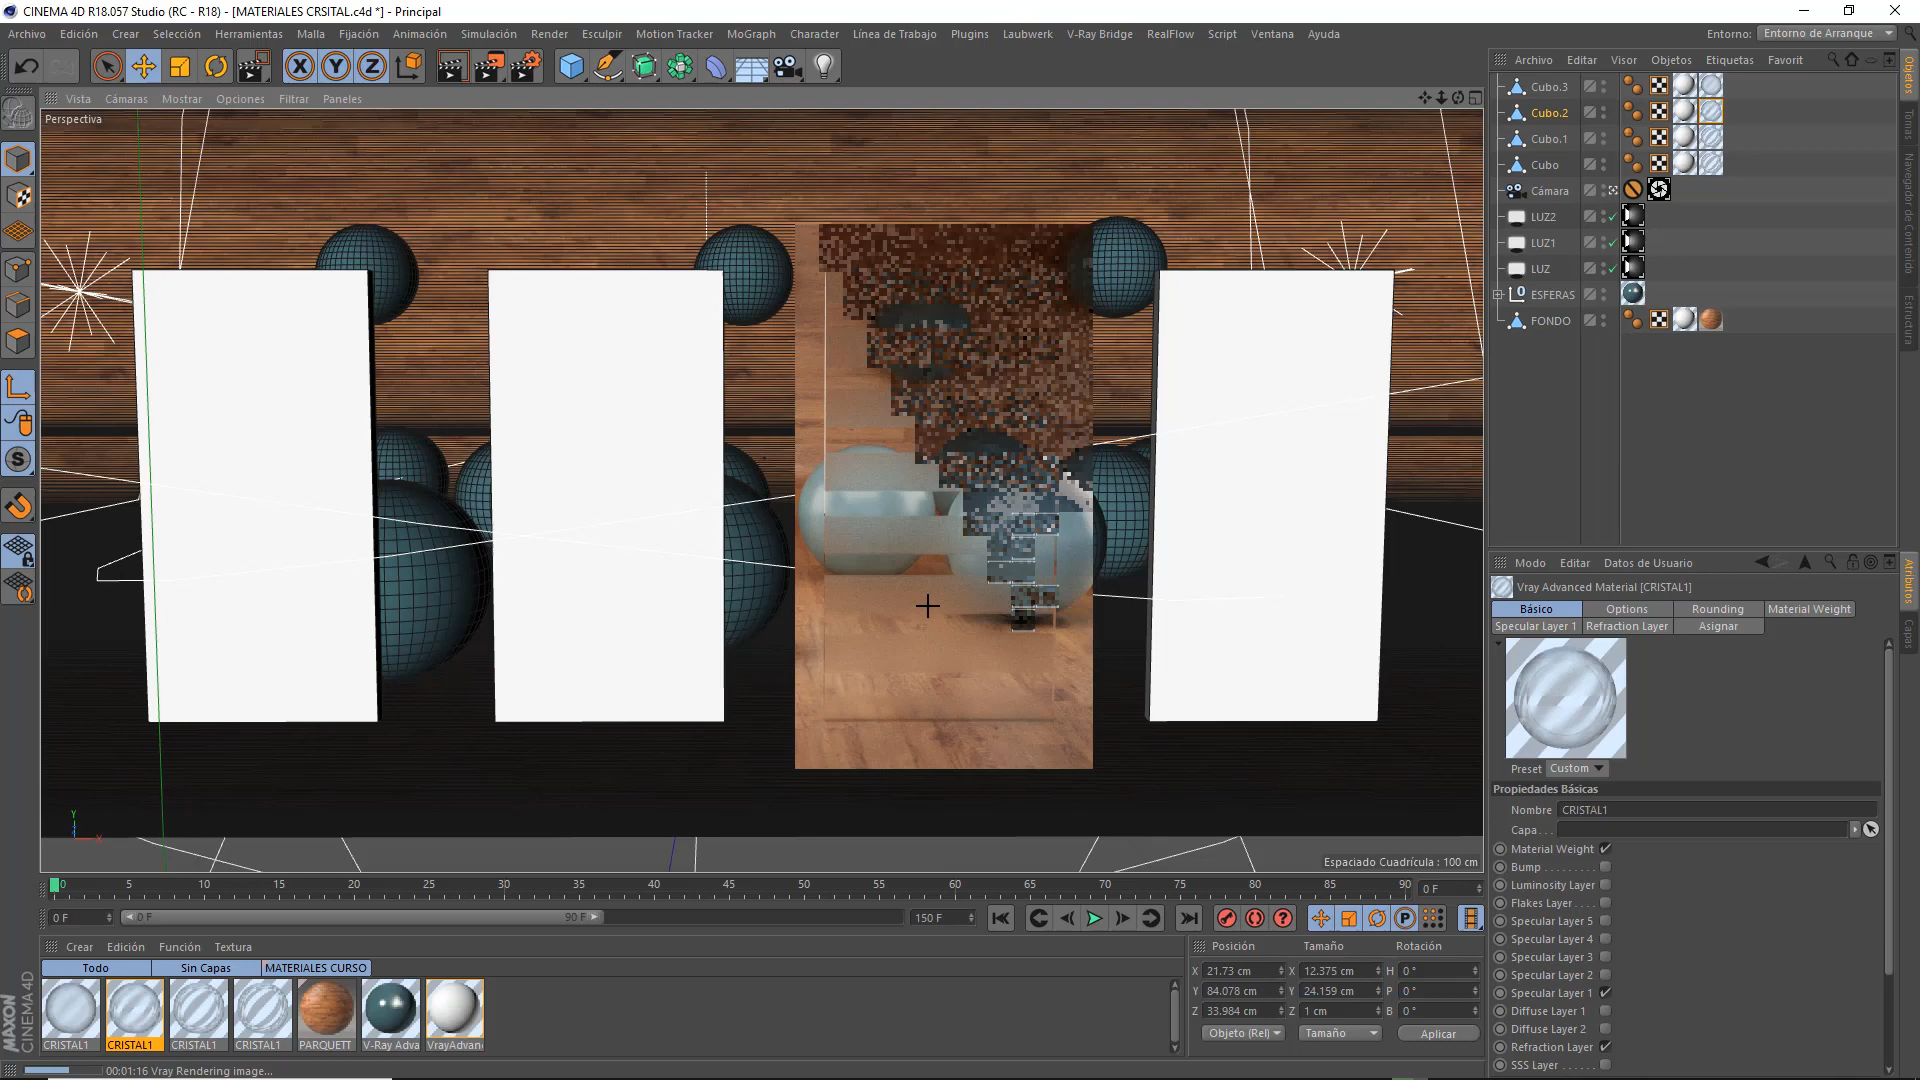 CINEMA 4D R18.057 Studio (RC - R18) - [MATERIALES CRSITAL.c4d *] - Principal
Archivo Edición Crear Selección Herramientas Malla Fijación Animación Simulación Render Esculpir Motion Tracker MoGraph Character Línea de Trabajo Plugins Laubwerk V-Ray Bridge RealFlow Script Ventana Ayuda Entorno: Entorno de Arranque
Vista Cámaras Mostrar Opciones Filtrar Paneles
Perspectiva
Archivo Editar Visor Objetos Etiquetas Favorit
Cubo.3
Cubo.2
Cubo.1
Cubo
Cámara
LUZ2
LUZ1
LUZ
ESFERAS
FONDO
Objetos
Tomas
Navegador de Contenido
Estructura
Modo Editar Datos de Usuario
Vray Advanced Material [CRISTAL1]
Básico Options Rounding Material Weight
Specular Layer 1 Refraction Layer Asignar
Preset Custom
Propiedades Básicas
Nombre CRISTAL1
Capa . . .
Material Weight
Bump . . . . . . . . .
Luminosity Layer
Flakes Layer . . . .
Specular Layer 5
Specular Layer 4
Specular Layer 3
Specular Layer 2
Specular Layer 1
Diffuse Layer 1
Diffuse Layer 2
Refraction Layer
SSS Layer
Atributos
Capas
Y
X
Espaciado Cuadrícula : 100 cm
0 5 10 15 20 25 30 35 40 45 50 55 60 65 70 75 80 85 90 0 F
0 F 0 F 90 F 150 F
Crear Edición Función Textura
Todo Sin Capas MATERIALES CURSO
CRISTAL1 CRISTAL1 CRISTAL1 CRISTAL1 PARQUETT V-Ray Adva VrayAdvan
Posición Tamaño Rotación
X 21.73 cm X 12.375 cm H 0 °
Y 84.078 cm Y 24.159 cm P 0 °
Z 33.984 cm Z 1 cm B 0 °
Objeto (Rel) Tamaño Aplicar
MAXON
CINEMA 4D
00:01:16 Vray Rendering image...